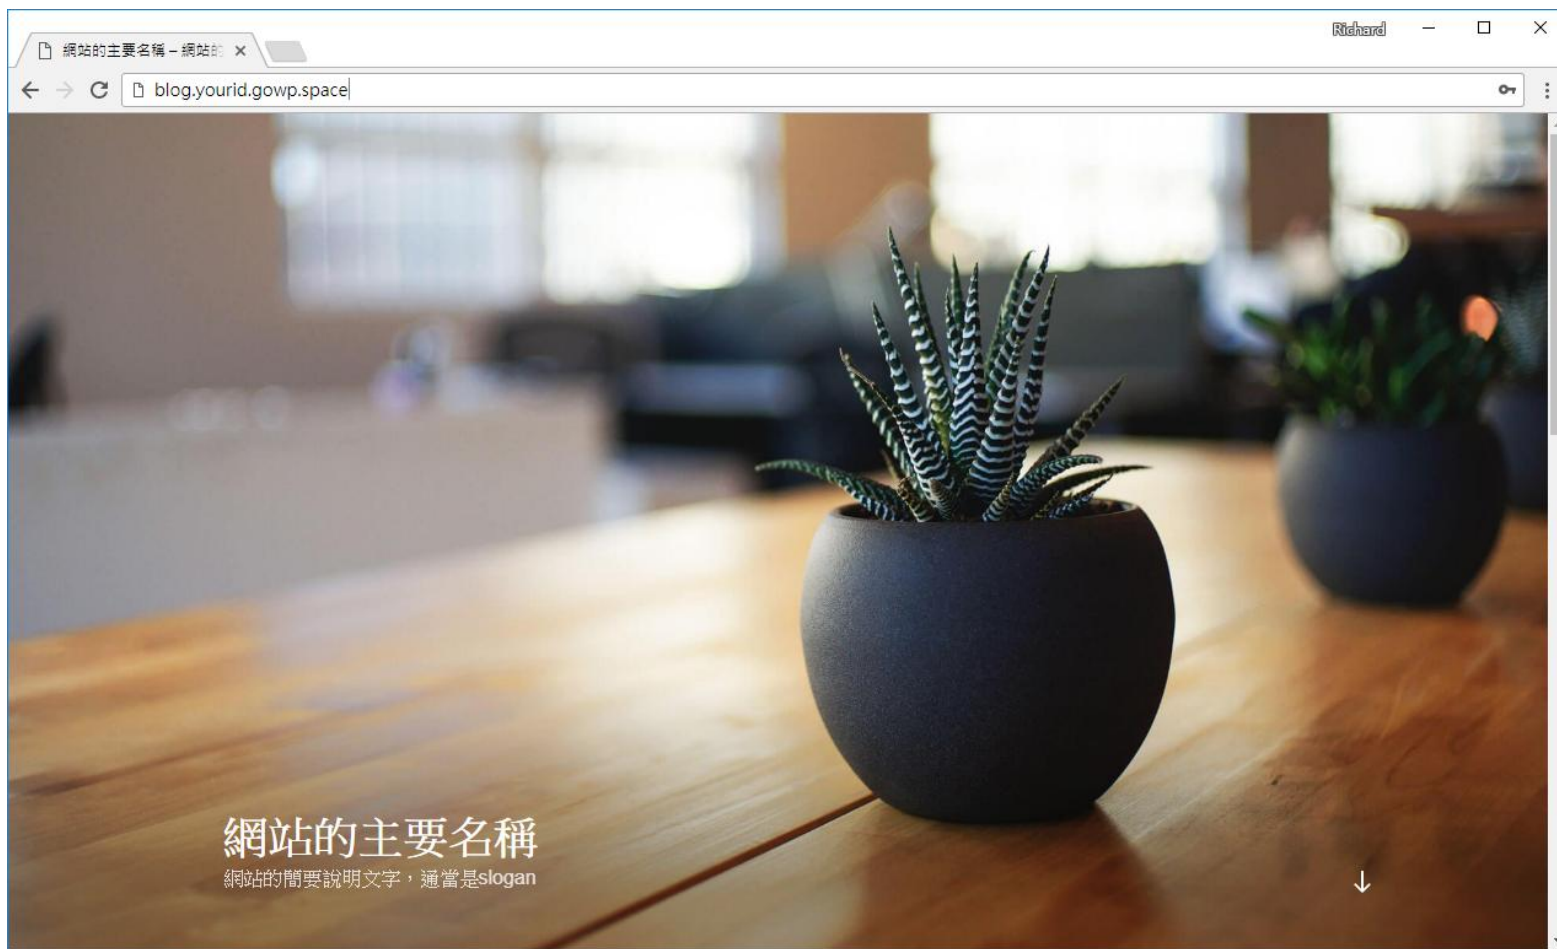 Richard
網站的主要名稱 – 網站的
blog.yourid.gowp.space
網站的主要名稱
網站的簡要說明文字，通當是slogan